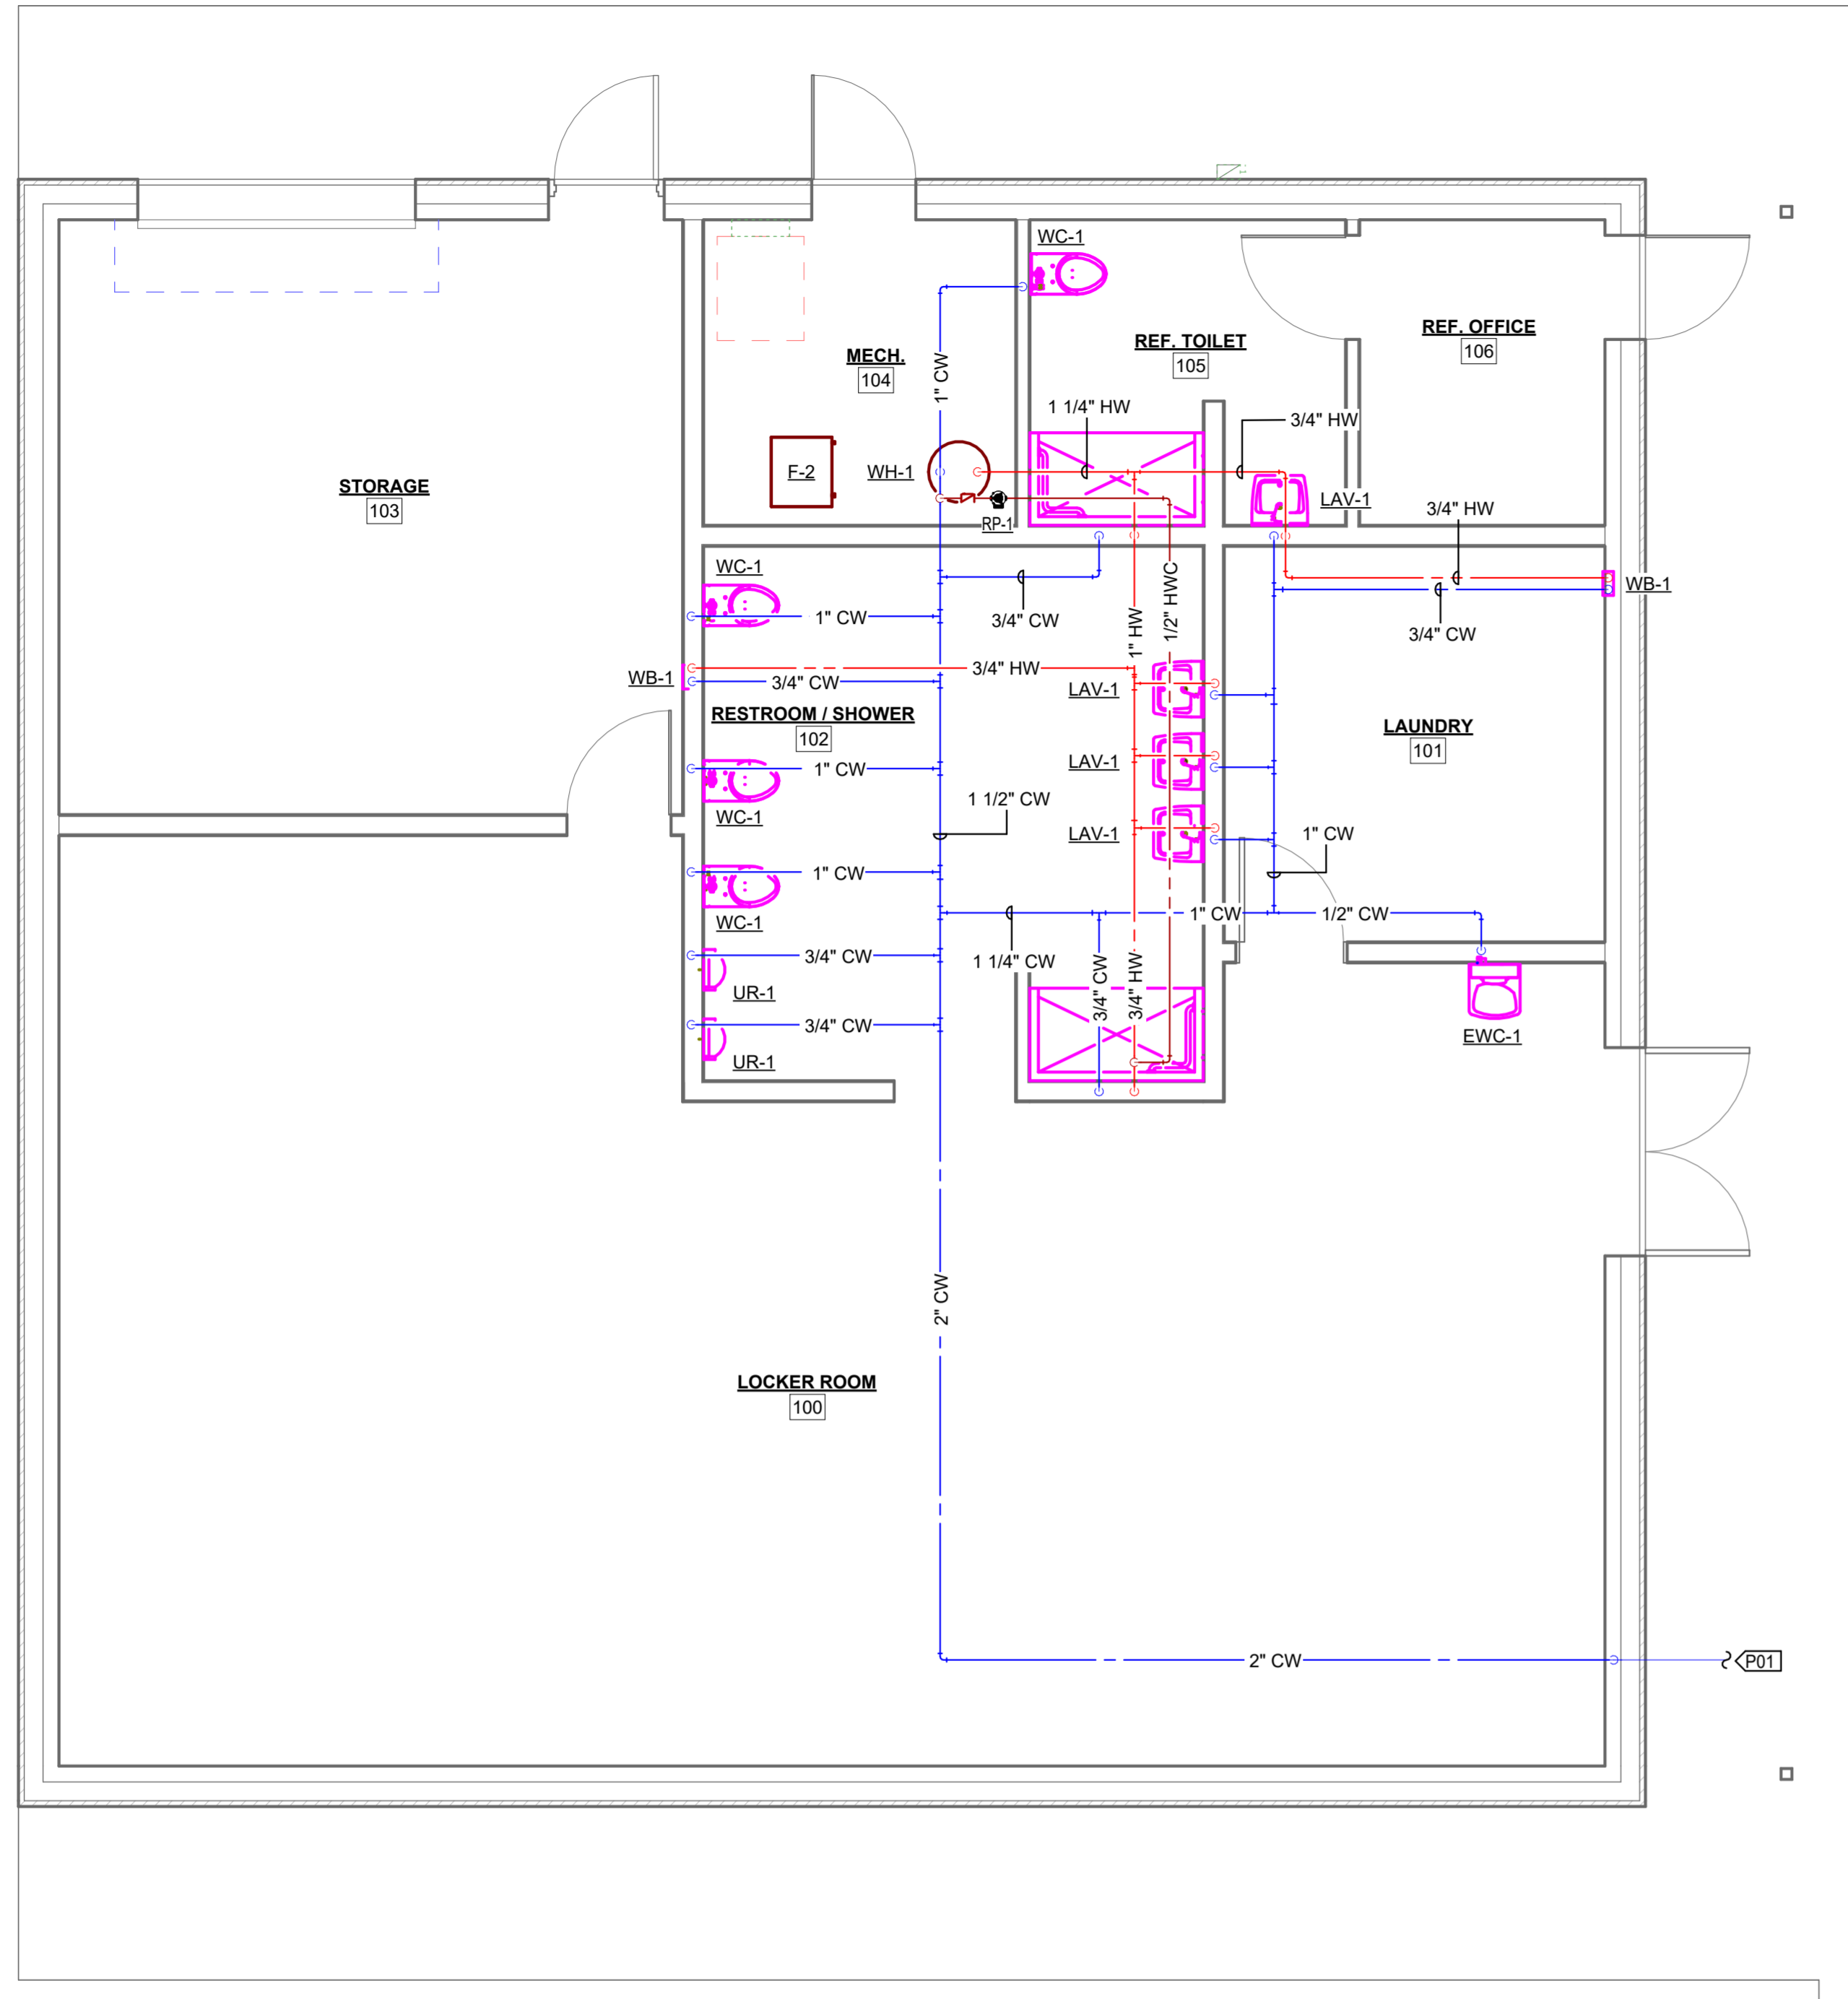 WC-1
REF. OFFICE
106
REF. TOILET
105
MECH.
104
1" CW
1 1/4" HW
3/4" HW
F-2
WH-1
STORAGE
103
LAV-1
3/4" HW
RP-1
WC-1
WB-1
1" CW
3/4" CW
1" HW
1/2" HWC
3/4" CW
3/4" HW
WB-1
3/4" CW
LAV-1
RESTROOM / SHOWER
102
LAUNDRY
101
LAV-1
1" CW
WC-1
1 1/2" CW
LAV-1
1" CW
1" CW
WC-1
1" CW
1/2" CW
3/4" CW
1 1/4" CW
3/4" CW
3/4" HW
UR-1
3/4" CW
EWC-1
UR-1
2" CW
LOCKER ROOM
100
2" CW
P01